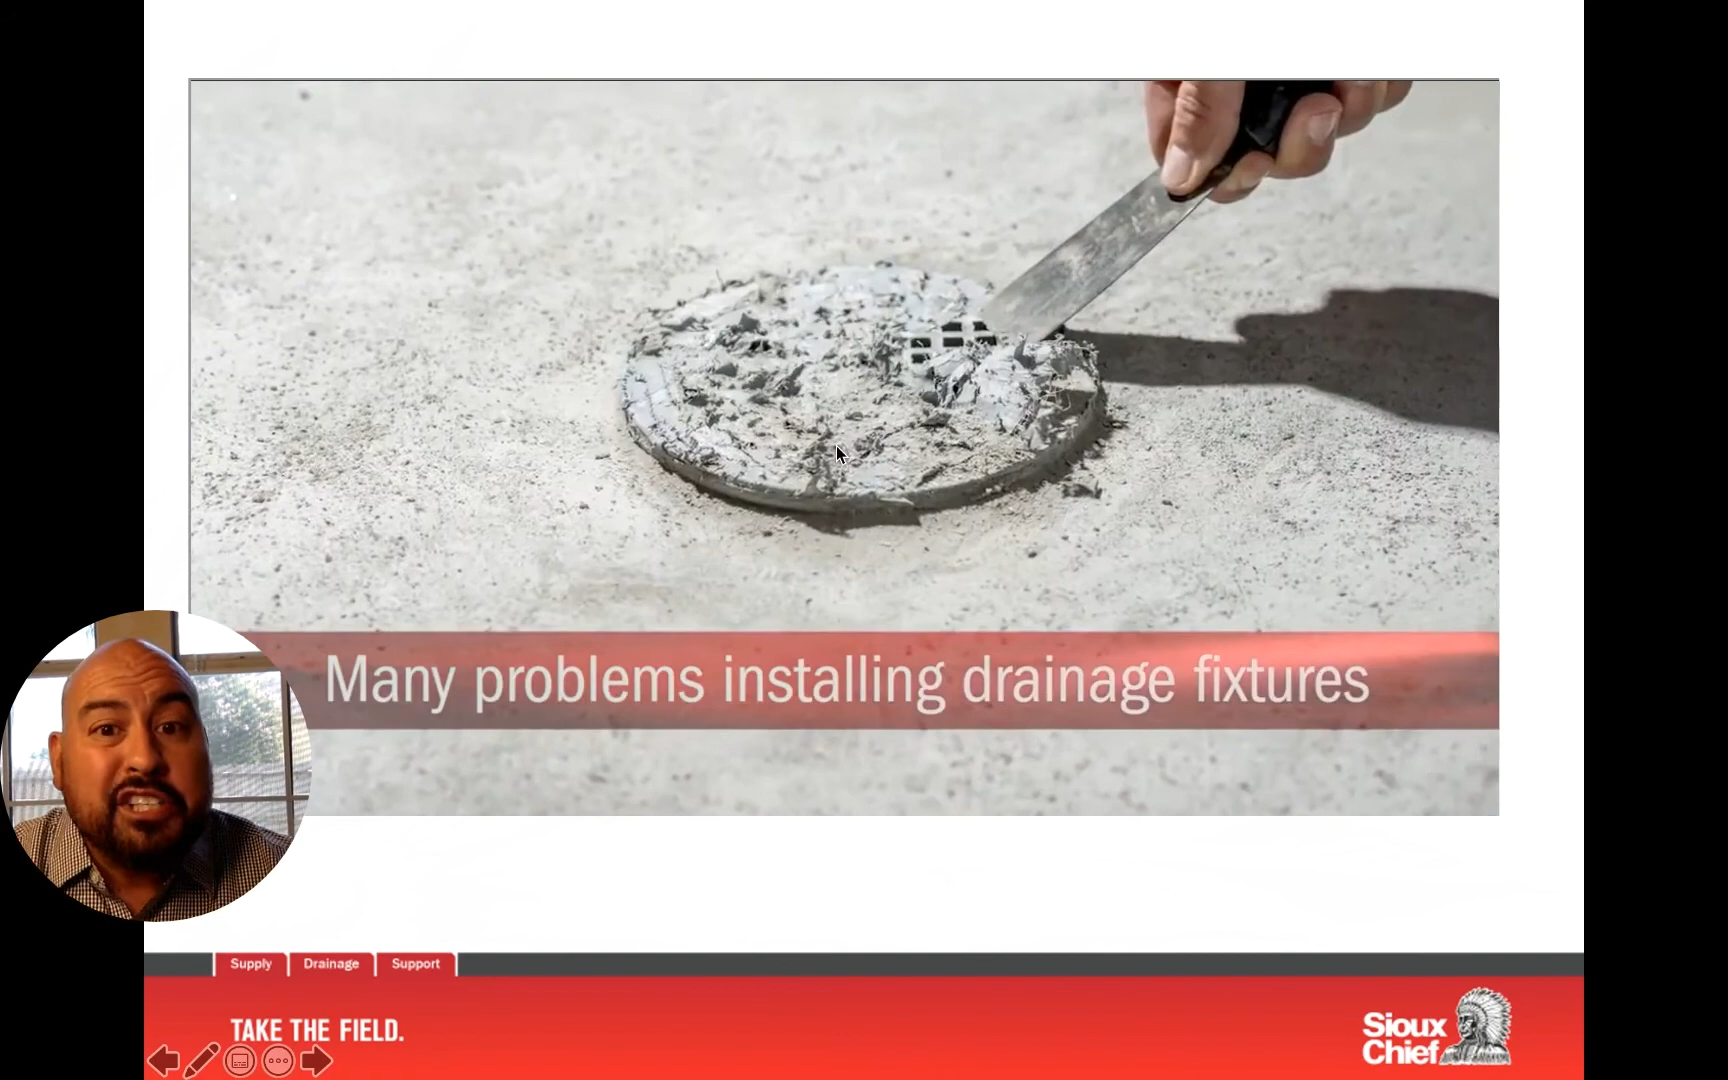 Many problems installing drainage fixtures
Supply
Drainage
Support
TAKE THE FIELD.
Sioux
Chief